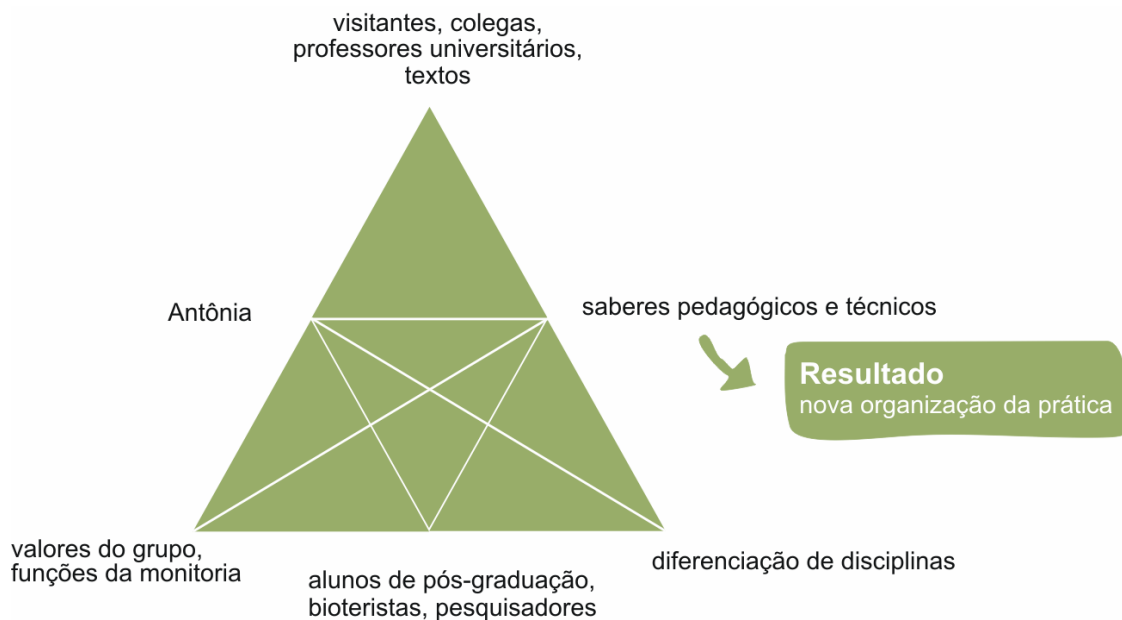 visitantes, colegas,
professores universitários,
textos
Antônia
saberes pedagógicos e técnicos
Resultado
nova organização da prática
valores do grupo,
funções da monitoria
alunos de pós-graduação,
bioteristas, pesquisadores
diferenciação de disciplinas